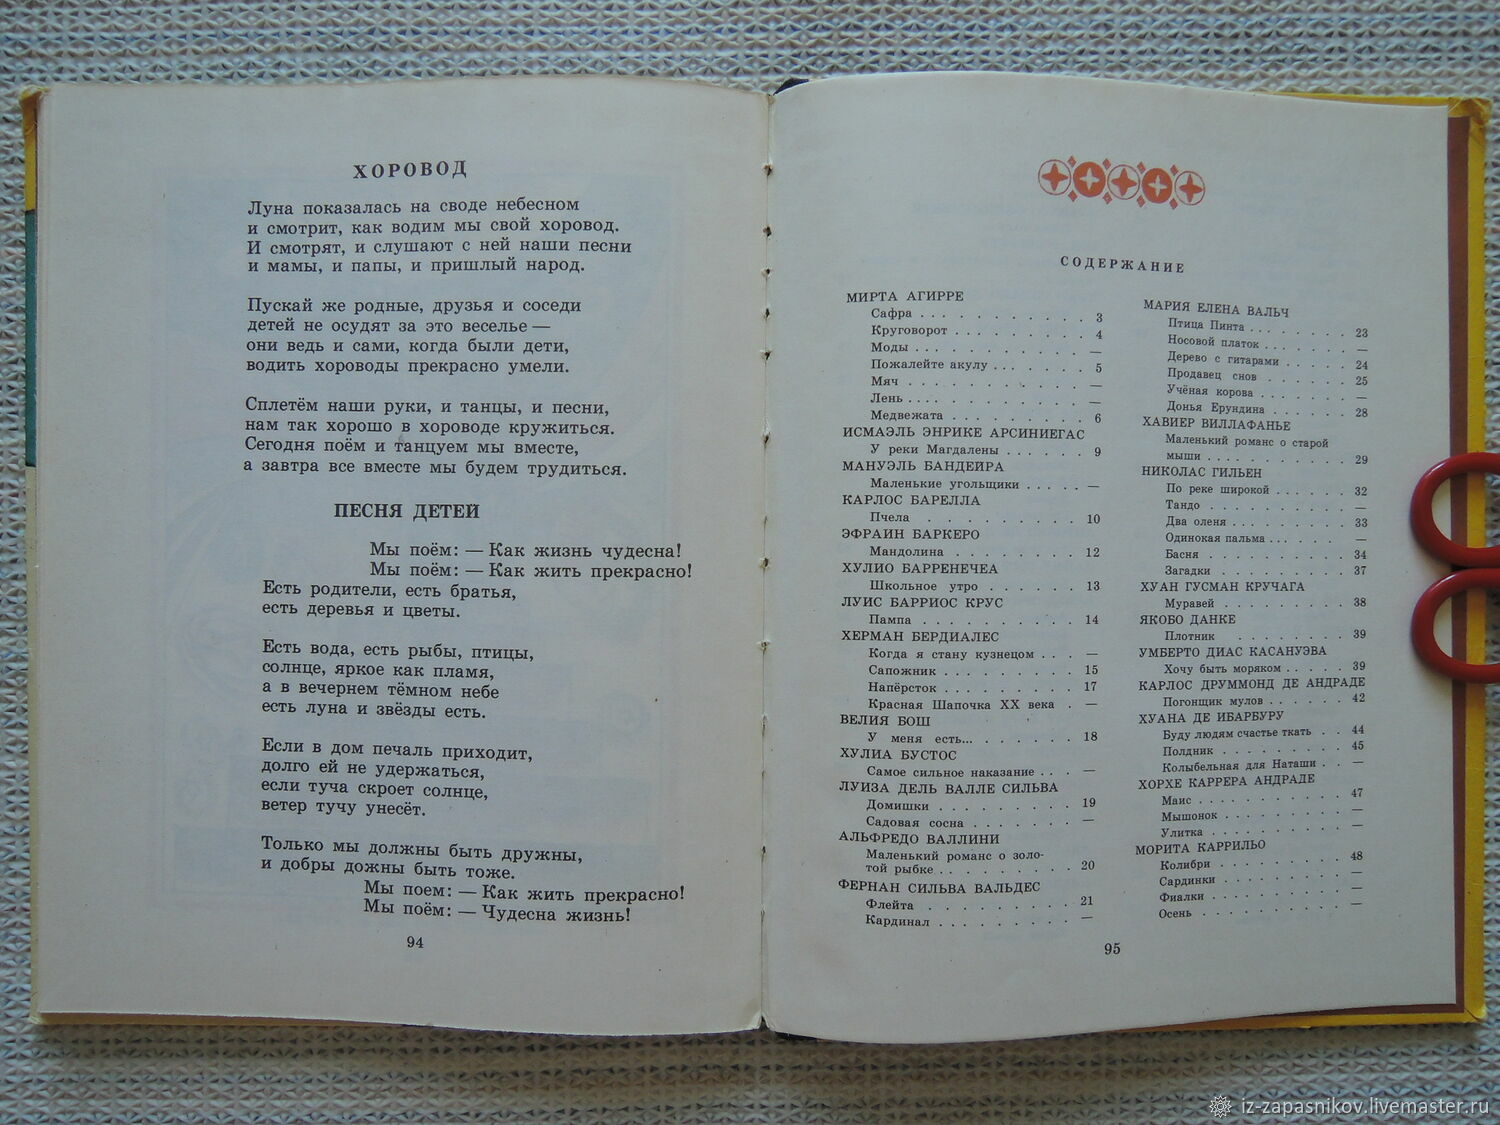 ХОРОВОД
Луна показалась на своде небесном
и смотрит, как водим мы свой хоровод.
И смотрят, и слушают с ней наши песни
и мамы, и папы, и пришлый народ.
Пускай же родные, друзья и соседи
детей не осудят за это веселье —
они ведь и сами, когда были дети,
водить хороводы прекрасно умели.
Сплетём наши руки, и танцы, и песни,
нам так хорошо в хороводе кружиться.
Сегодня поём и танцуем мы вместе,
а завтра все вместе мы будем трудиться.
ПЕСНЯ ДЕТЕЙ
Мы поём: — Как жизнь чудесна!
Мы поём: — Как жить прекрасно!
Есть родители, есть братья,
есть деревья и цветы.
Есть вода, есть рыбы, птицы,
солнце, яркое как пламя,
а в вечернем тёмном небе
есть луна и звёзды есть.
Если в дом печаль приходит,
долго ей не удержаться,
если туча скроет солнце,
ветер тучу унесёт.
Только мы должны быть дружны,
и добры дожны быть тоже.
Мы поем: — Как жить прекрасно!
Мы поём: — Чудесна жизнь!
94
СОДЕРЖАНИЕ
МИРТА АГИРРЕ
Сафра . . . . . . . . . . . 3
Круговорот . . . . . . . . . 4
Моды . . . . . . . . . . . —
Пожалейте акулу . . . . . . . 5
Мяч . . . . . . . . . . . —
Лень . . . . . . . . . . . —
Медвежата . . . . . . . . . 6
ИСМАЭЛЬ ЭНРИКЕ АРСИНИЕГАС
У реки Магдалены . . . . . . 9
МАНУЭЛЬ БАНДЕЙРА
Маленькие угольщики . . . . . —
КАРЛОС БАРЕЛЛА
Пчела . . . . . . . . . 10
ЭФРАИН БАРКЕРО
Мандолина . . . . . . . . 12
ХУЛИО БАРРЕНЕЧЕА
Школьное утро . . . . . . 13
ЛУИС БАРРИОС КРУС
Пампа . . . . . . . . . . 14
ХЕРМАН БЕРДИАЛЕС
Когда я стану кузнецом . . . —
Сапожник . . . . . . . . . 15
Напёрсток . . . . . . . . . 17
Красная Шапочка XX века . —
ВЕЛИЯ БОШ
У меня есть... . . . . . . . 18
ХУЛИА БУСТОС
Самое сильное наказание . . . —
ЛУИЗА ДЕЛЬ ВАЛЛЕ СИЛЬВА
Домишки . . . . . . . . . 19
Садовая сосна . . . . . . . —
АЛЬФРЕДО ВАЛЛИНИ
Маленький романс о золо-
той рыбке . . . . . . . . . 20
ФЕРНАН СИЛЬВА ВАЛЬДЕС
Флейта . . . . . . . . . 21
Кардинал . . . . . . . . . —
МАРИЯ ЕЛЕНА ВАЛЬЧ
Птица Пинта . . . . . . . . 23
Носовой платок . . . . . . . —
Дерево с гитарами . . . . . 24
Продавец снов . . . . . . 25
Учёная корова . . . . . . . —
Донья Ерундина . . . . . . 28
ХАВИЕР ВИЛЛАФАНЬЕ
Маленький романс о старой
мыши . . . . . . . . . . . 29
НИКОЛАС ГИЛЬЕН
По реке широкой . . . . . . 32
Тандо . . . . . . . . . . . —
Два оленя . . . . . . . . . 33
Одинокая пальма . . . . . —
Басня . . . . . . . . . . 34
Загадки . . . . . . . . . 37
ХУАН ГУСМАН КРУЧАГА
Муравей . . . . . . . . . 38
ЯКОБО ДАНКЕ
Плотник . . . . . . . . 39
УМБЕРТО ДИАС КАСАНУЭВА
Хочу быть моряком . . . . . 39
КАРЛОС ДРУММОНД ДЕ АНДРАДЕ
Погонщик мулов . . . . . . 42
ХУАНА ДЕ ИБАРБУРУ
Буду людям счастье ткать . . 44
Полдник . . . . . . . . . 45
Колыбельная для Наташи . . —
ХОРХЕ КАРРЕРА АНДРАДЕ
Маис . . . . . . . . . . . 47
Мышонок . . . . . . . . . —
Улитка . . . . . . . . . . —
МОРИТА КАРРИЛЬО
Колибри . . . . . . . . . 48
Сардинки . . . . . . . . . —
Фиалки . . . . . . . . . . —
Осень . . . . . . . . . . —
95
iz-zapasnikov.livemaster.ru